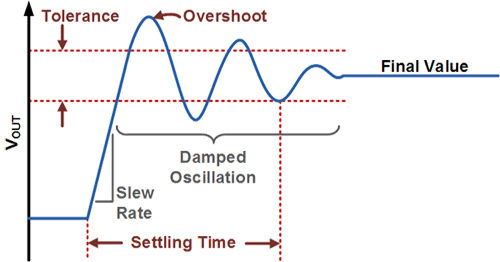 Tolerance
Overshoot
Final Value
VOUT
Damped
Oscillation
Slew
Rate
Settling Time